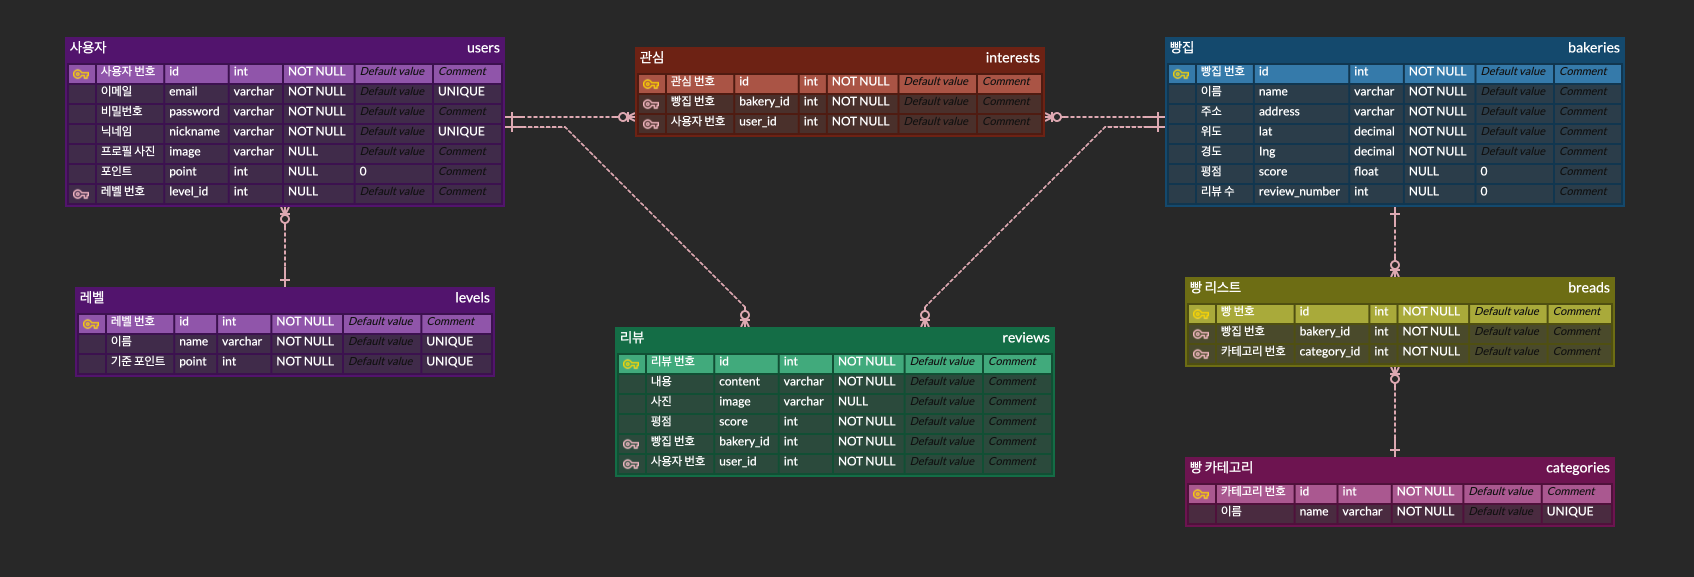 사용자 users
사용자 번호 id int NOT NULL Default value Comment
이메일 email varchar NOT NULL Default value UNIQUE
비밀번호 password varchar NOT NULL Default value Comment
닉네임 nickname varchar NOT NULL Default value UNIQUE
프로필 사진 image varchar NULL Default value Comment
포인트 point int NULL 0 Comment
레벨 번호 level_id int NULL Default value Comment
관심 interests
관심 번호 id int NOT NULL Default value Comment
빵집 번호 bakery_id int NOT NULL Default value Comment
사용자 번호 user_id int NOT NULL Default value Comment
빵집 bakeries
빵집 번호 id int NOT NULL Default value Comment
이름 name varchar NOT NULL Default value Comment
주소 address varchar NOT NULL Default value Comment
위도 lat decimal NOT NULL Default value Comment
경도 lng decimal NOT NULL Default value Comment
평점 score float NULL 0 Comment
리뷰 수 review_number int NULL 0 Comment
레벨 levels
레벨 번호 id int NOT NULL Default value Comment
이름 name varchar NOT NULL Default value UNIQUE
기준 포인트 point int NOT NULL Default value UNIQUE
리뷰 reviews
리뷰 번호 id int NOT NULL Default value Comment
내용 content varchar NOT NULL Default value Comment
사진 image varchar NULL Default value Comment
평점 score int NOT NULL Default value Comment
빵집 번호 bakery_id int NOT NULL Default value Comment
사용자 번호 user_id int NOT NULL Default value Comment
빵 리스트 breads
빵 번호 id int NOT NULL Default value Comment
빵집 번호 bakery_id int NOT NULL Default value Comment
카테고리 번호 category_id int NOT NULL Default value Comment
빵 카테고리 categories
카테고리 번호 id int NOT NULL Default value Comment
이름 name varchar NOT NULL Default value UNIQUE